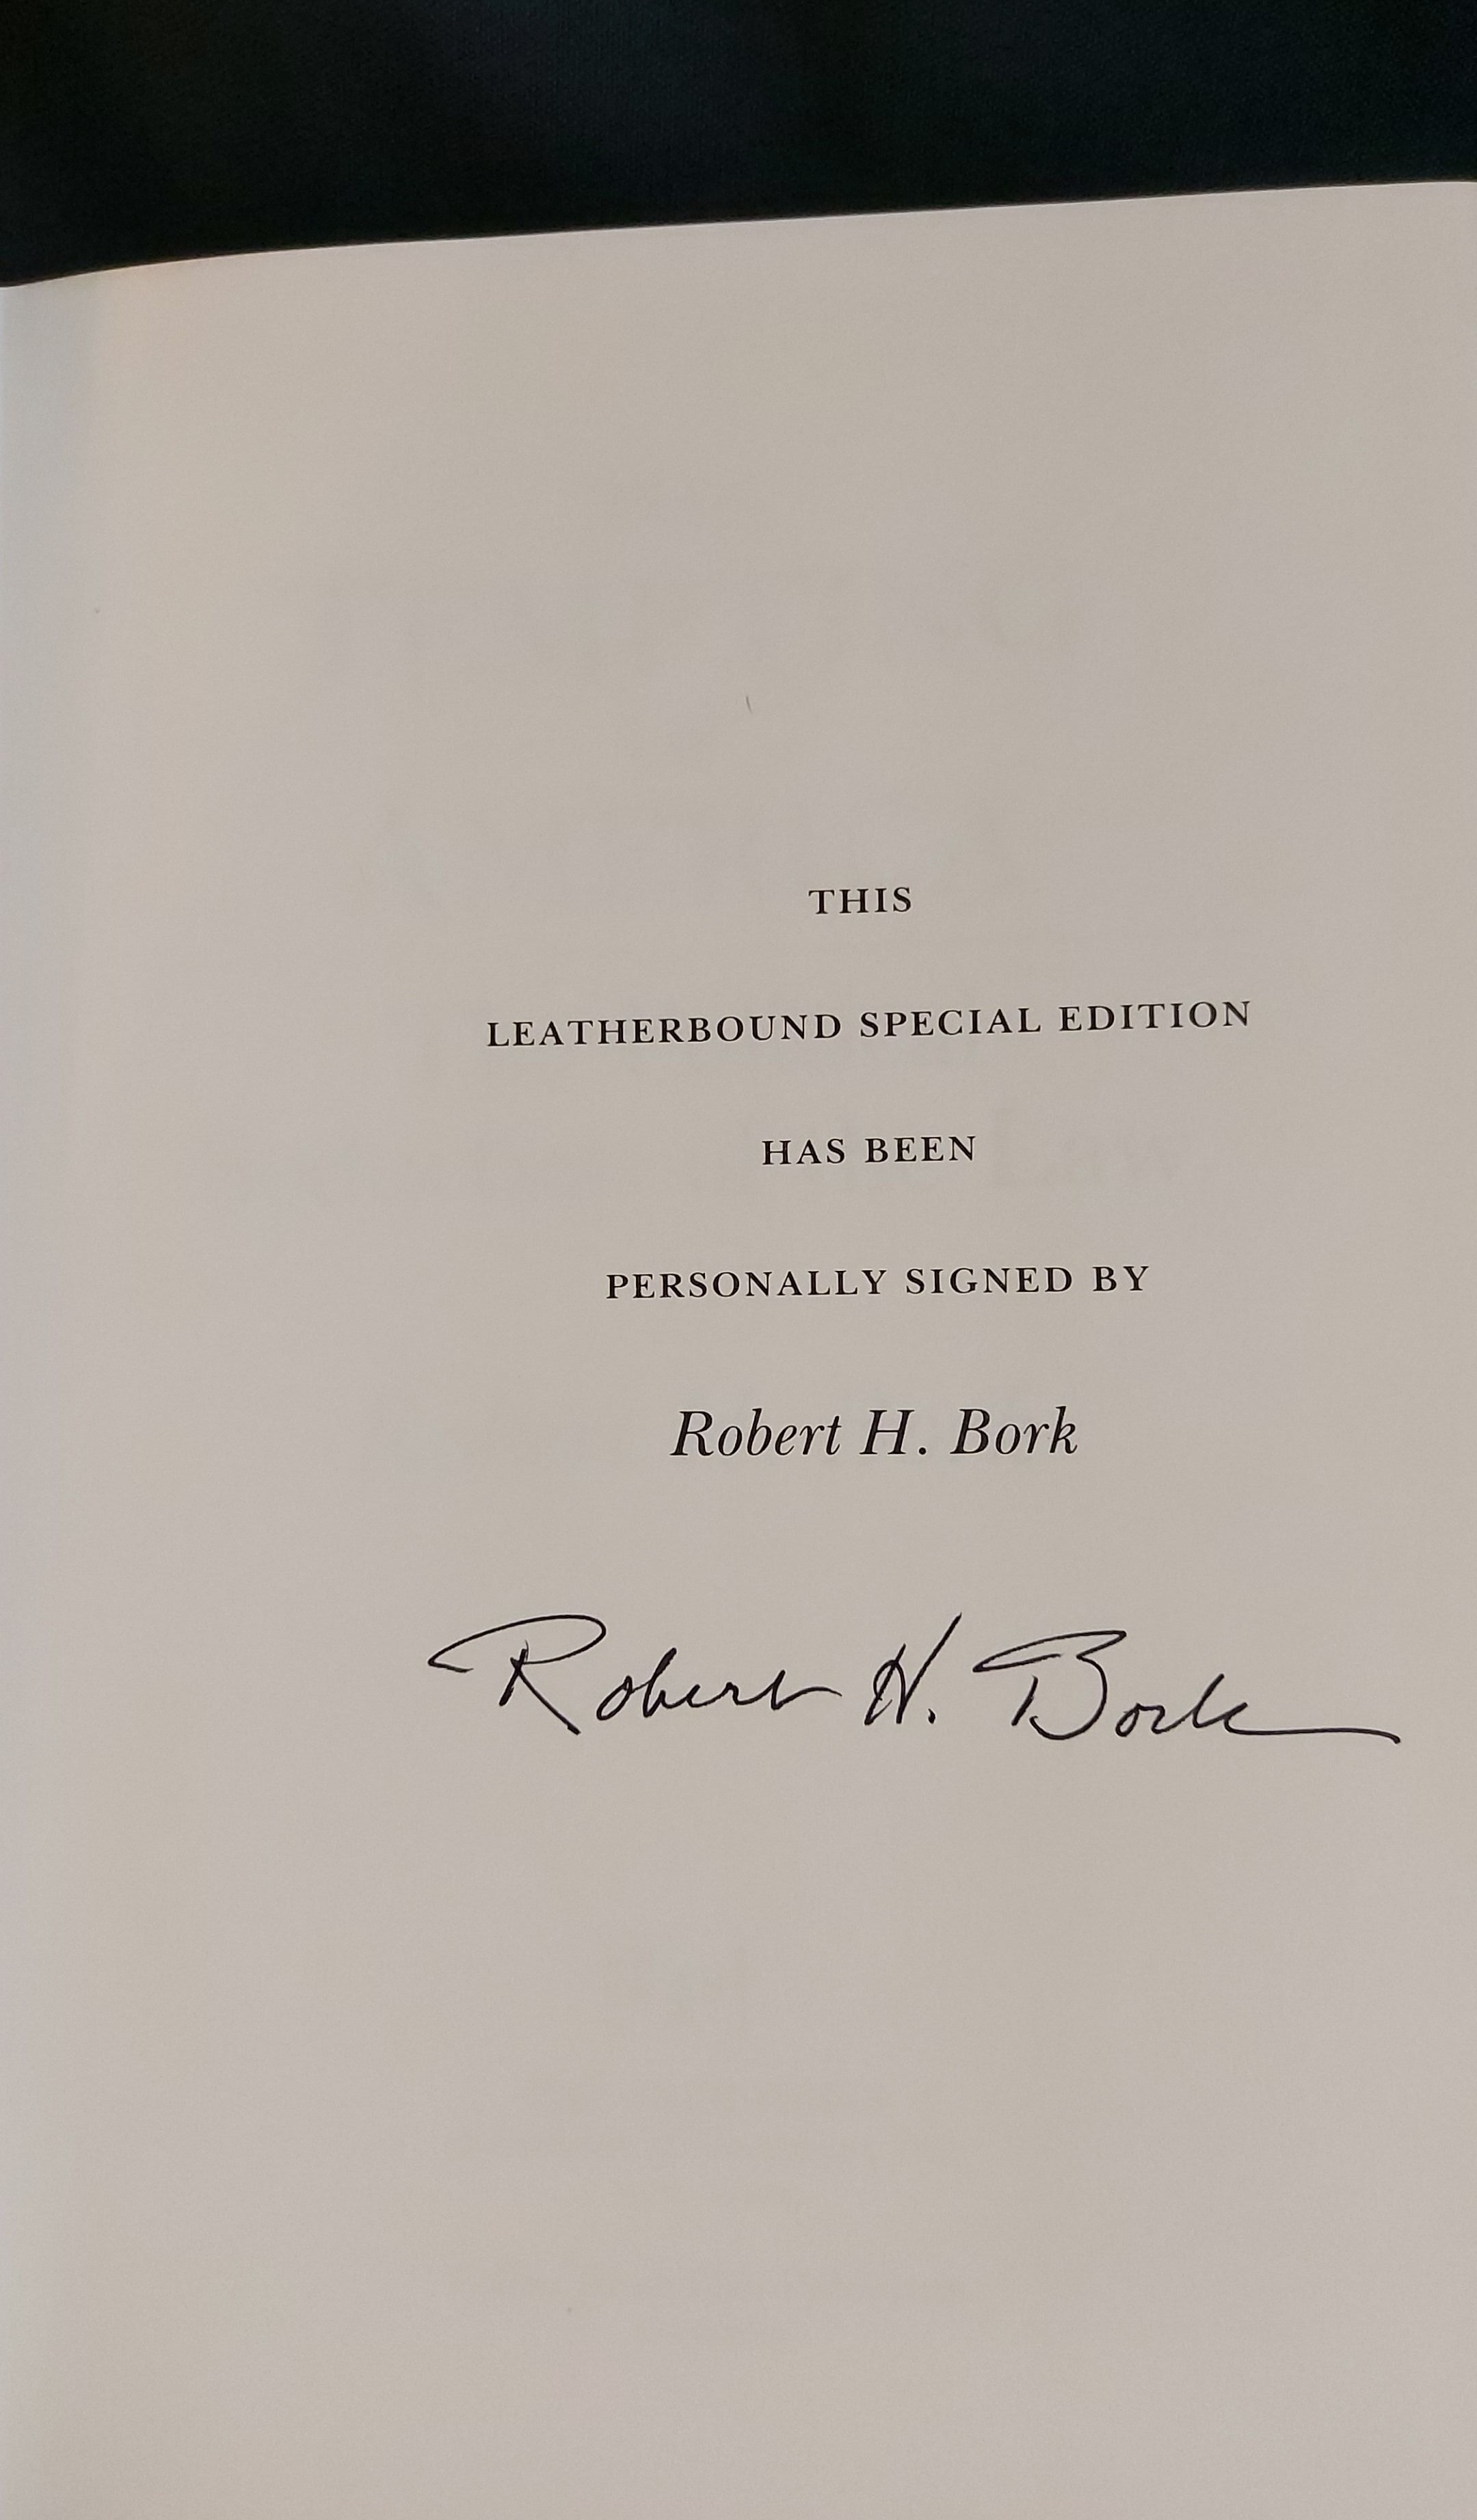 THIS
LEATHERBOUND SPECIAL EDITION
HAS BEEN
PERSONALLY SIGNED BY
Robert H. Bork
Robert H. Bork